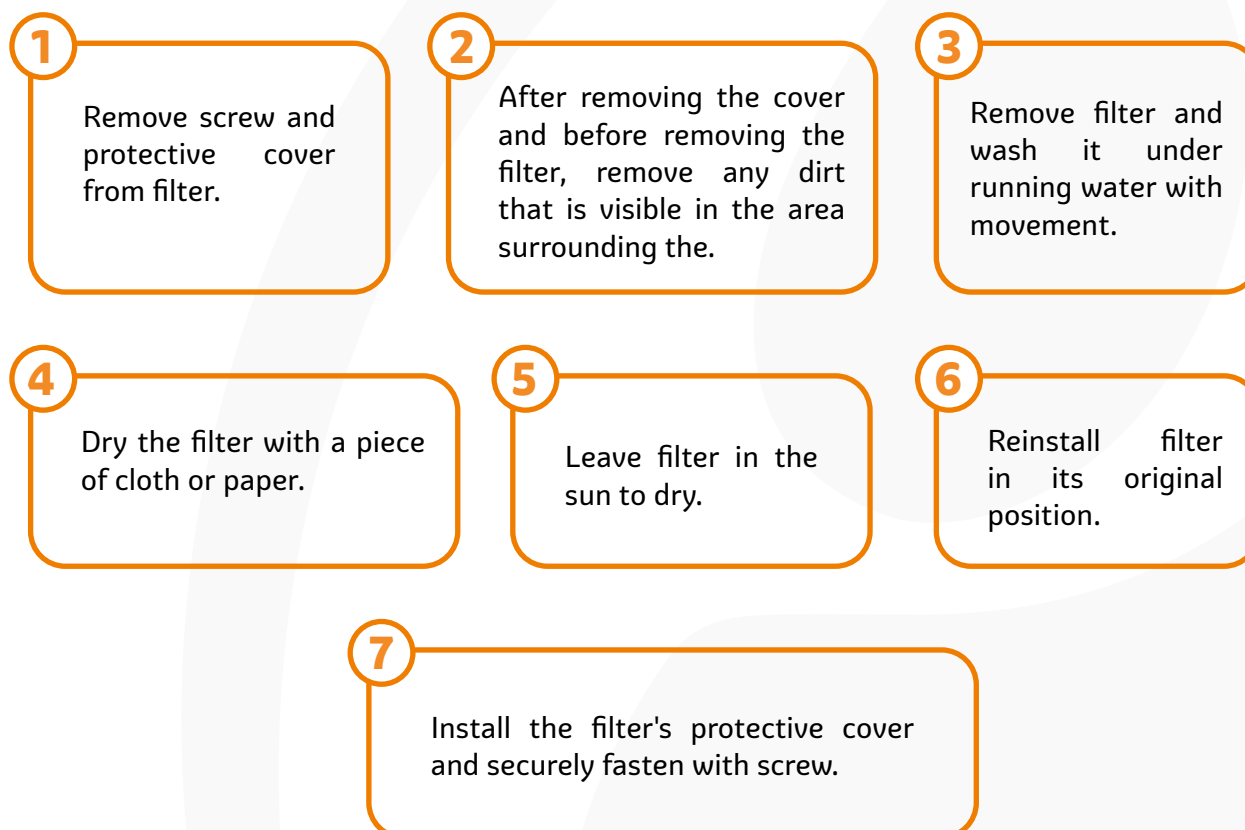 1
Remove screw and
protective cover
from filter.
2
After removing the cover
and before removing the
filter, remove any dirt
that is visible in the area
surrounding the.
3
Remove filter and
wash it under
running water with
movement.
4
Dry the filter with a piece
of cloth or paper.
5
Leave filter in the
sun to dry.
6
Reinstall filter
in its original
position.
7
Install the filter's protective cover
and securely fasten with screw.